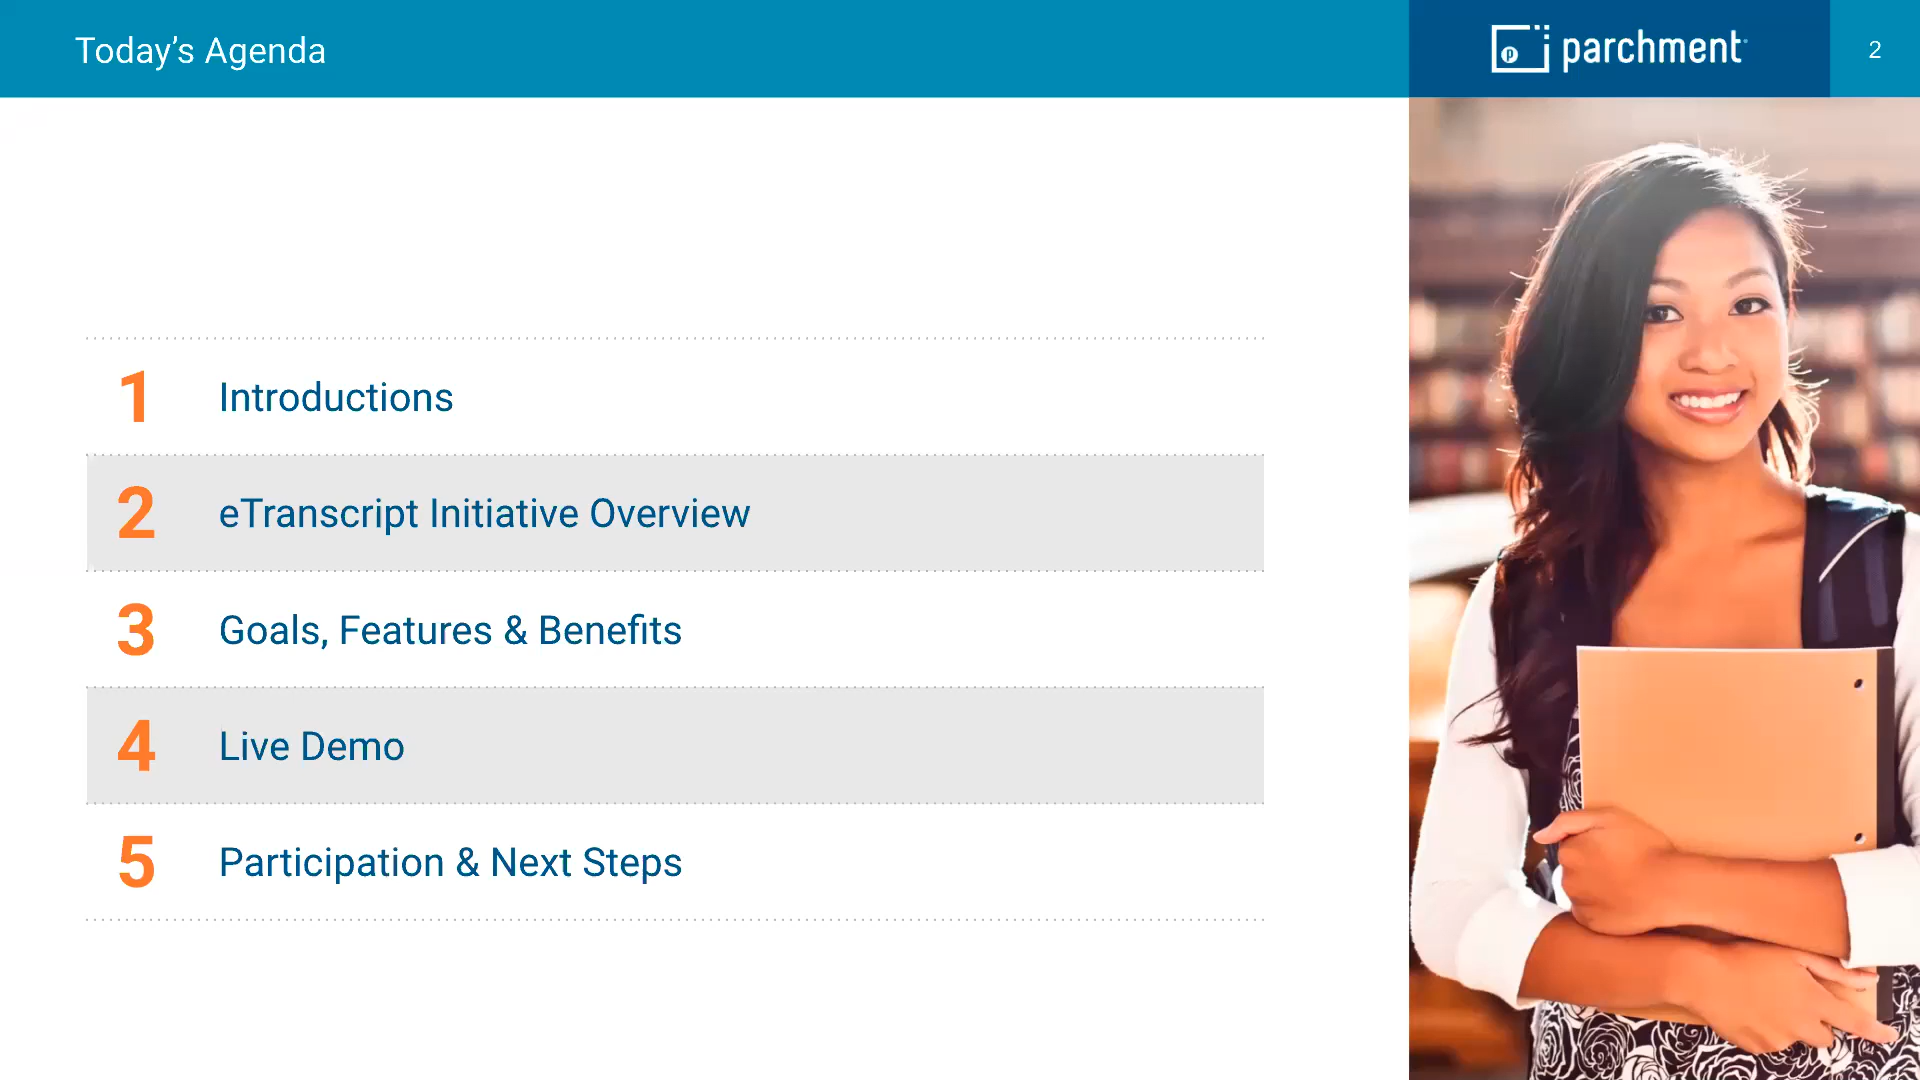 Today’s Agenda
parchment
2
1 Introductions
2 eTranscript Initiative Overview
3 Goals, Features & Benefits
4 Live Demo
5 Participation & Next Steps